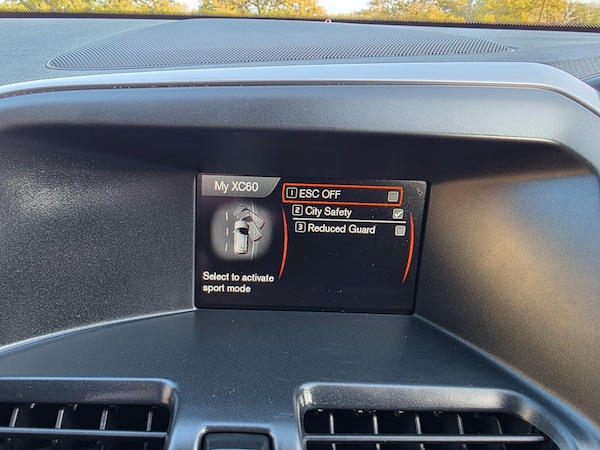 My XC60
1 ESC OFF
2 City Safety
3 Reduced Guard
Select to activate
sport mode